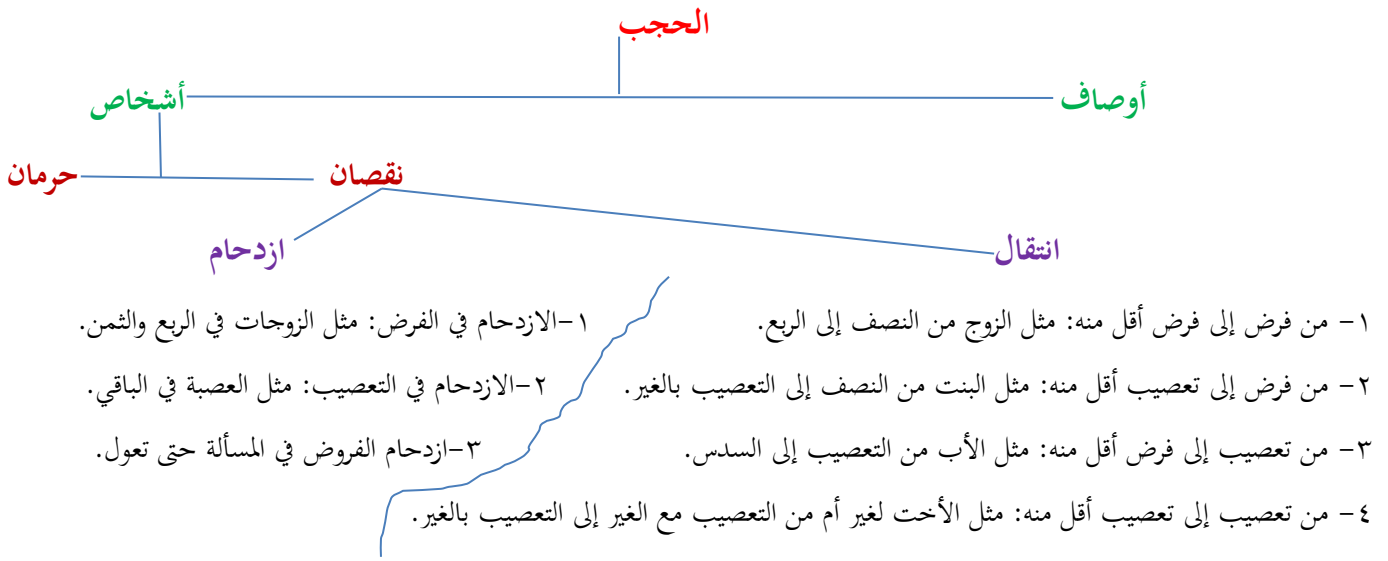 الحجب
أوصاف
أشخاص
نقصان
حرمان
انتقال
ازدحام
١- من فرض إلى فرض أقل منه: مثل الزوج من النصف إلى الربع.
٢- من فرض إلى تعصيب أقل منه: مثل البنت من النصف إلى التعصيب بالغير.
٣- من تعصيب إلى فرض أقل منه: مثل الأب من التعصيب إلى السدس.
٤- من تعصيب إلى تعصيب أقل منه: مثل الأخت لغير أم من التعصيب مع الغير إلى التعصيب بالغير.
١-الازدحام في الفرض: مثل الزوجات في الربع والثمن.
٢-الازدحام في التعصيب: مثل العصبة في الباقي.
٣-ازدحام الفروض في المسألة حتى تعول.